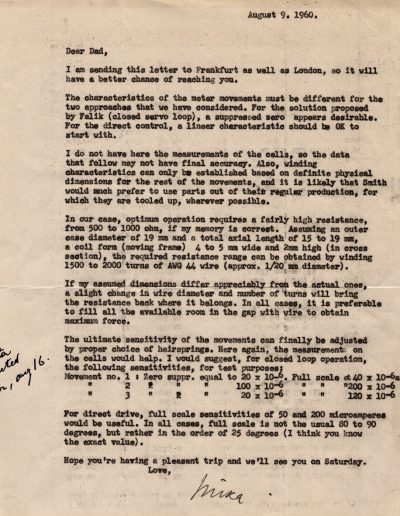 August 9, 1960.
Dear Dad,
I am sending this letter to Frankfurt as well as London, so it will
have a better chance of reaching you.
The characteristics of the meter movements must be different for the
two approaches that we have considered. For the solution proposed
by Falik (closed servo loop), a suppressed zero appears desirable.
For the direct control, a linear characteristic should be OK to
start with.
I do not have here the measurements of the cells, so the data
that follow may not have final accuracy. Also, winding
characteristics can only be established based on definite physical
dimensions for the rest of the movements, and it is likely that Smith
would much prefer to use parts out of their regular production, for
which they are tooled up, wherever possible.
In our case, optimum operation requires a fairly high resistance,
from 500 to 1000 ohm, if my memory is correct. Assuming an outer
case diameter of 19 mm and a total axial length of 15 to 19 mm,
a coil form (moving frame) 4 to 5 mm wide and 2mm high (in cross
section), the required resistance range can be obtained by winding
1500 to 2000 turns of AWG 44 wire (approx. 1/20 mm diameter).
If my assumed dimensions differ appreciably from the actual ones,
a slight change in wire diameter and number of turns will bring
the resistance back where it belongs. In all cases, it is preferable
to fill all the available room in the gap with wire to obtain
maximum force.
The ultimate sensitivity of the movements can finally be adjusted
by proper choice of hairsprings. Here again, the measurement on
the cells would help. I would suggest, for closed loop operation,
the following sensitivities, for test purposes:
Movement no. 1 : Zero suppr. equal to 20 x 10-6. Full scale at 40 x 10-6a
" 2 " " 100 x 10-6 " " "200 x 10-6
" 3 " " 20 x 10-6 " " 120 x 10-6
For direct drive, full scale sensitivities of 50 and 200 microamperes
would be useful. In all cases, full scale is not the usual 80 to 90
degrees, but rather in the order of 25 degrees (I think you know
the exact value).
Hope you're having a pleasant trip and we'll see you on Saturday.
Love,
aug 16.